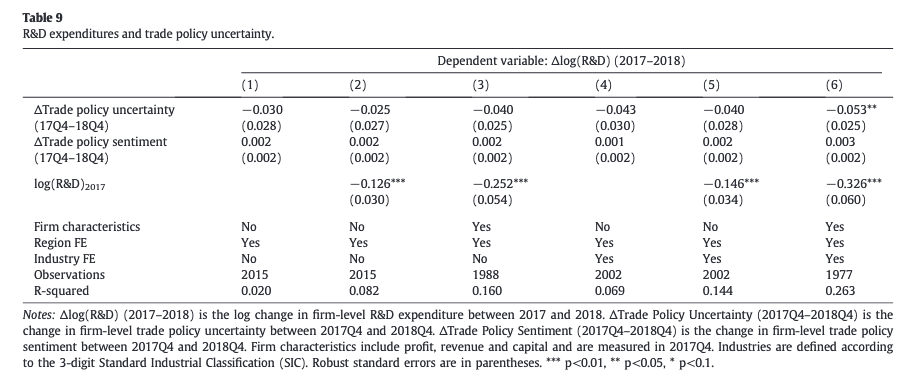 Table 9
R&D expenditures and trade policy uncertainty.
Dependent variable: Δlog(R&D) (2017–2018)
(1) (2) (3) (4) (5) (6)
ΔTrade policy uncertainty −0.030 −0.025 −0.040 −0.043 −0.040 −0.053**
(17Q4–18Q4) (0.028) (0.027) (0.025) (0.030) (0.028) (0.025)
ΔTrade policy sentiment 0.002 0.002 0.002 0.001 0.002 0.003
(17Q4–18Q4) (0.002) (0.002) (0.002) (0.002) (0.002) (0.002)
log(R&D)2017 −0.126*** −0.252*** −0.146*** −0.326***
(0.030) (0.054) (0.034) (0.060)
Firm characteristics No No Yes No No Yes
Region FE Yes Yes Yes Yes Yes Yes
Industry FE No No No Yes Yes Yes
Observations 2015 2015 1988 2002 2002 1977
R-squared 0.020 0.082 0.160 0.069 0.144 0.263
Notes: Δlog(R&D) (2017–2018) is the log change in firm-level R&D expenditure between 2017 and 2018. ΔTrade Policy Uncertainty (2017Q4–2018Q4) is the
change in firm-level trade policy uncertainty between 2017Q4 and 2018Q4. ΔTrade Policy Sentiment (2017Q4–2018Q4) is the change in firm-level trade policy
sentiment between 2017Q4 and 2018Q4. Firm characteristics include profit, revenue and capital and are measured in 2017Q4. Industries are defined according
to the 3-digit Standard Industrial Classification (SIC). Robust standard errors are in parentheses. *** p<0.01, ** p<0.05, * p<0.1.